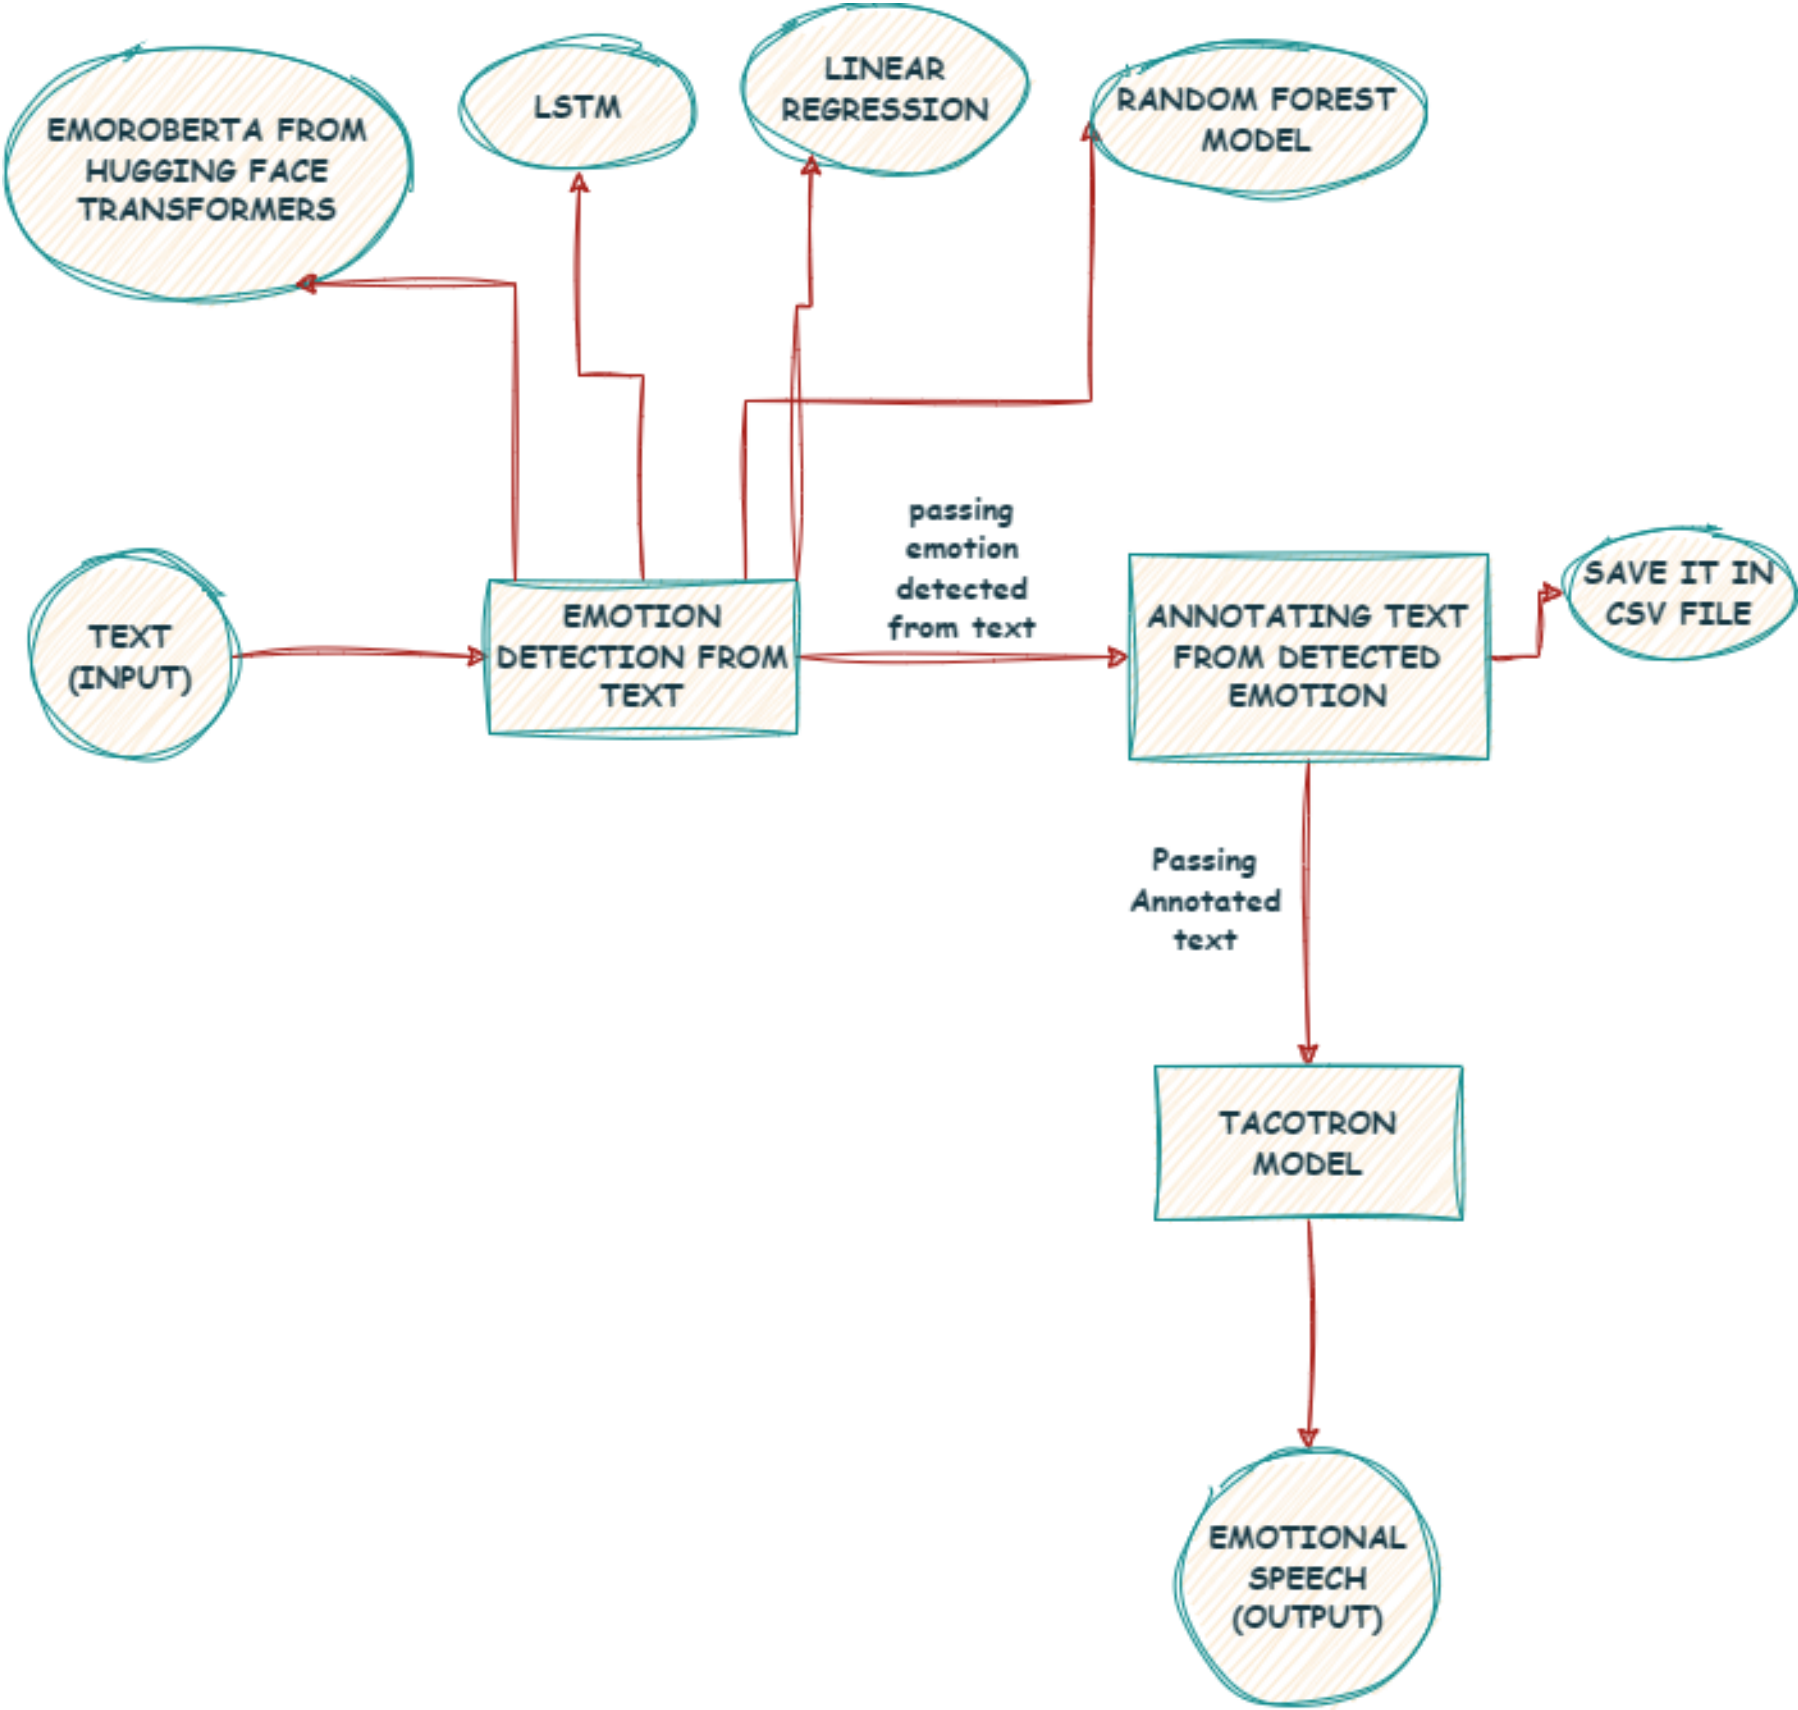 EMOROBERTA FROM
HUGGING FACE
TRANSFORMERS
LSTM
LINEAR
REGRESSION
RANDOM FOREST
MODEL
TEXT
(INPUT)
EMOTION
DETECTION FROM
TEXT
passing
emotion
detected
from text
ANNOTATING TEXT
FROM DETECTED
EMOTION
SAVE IT IN
CSV FILE
Passing
Annotated
text
TACOTRON
MODEL
EMOTIONAL
SPEECH
(OUTPUT)